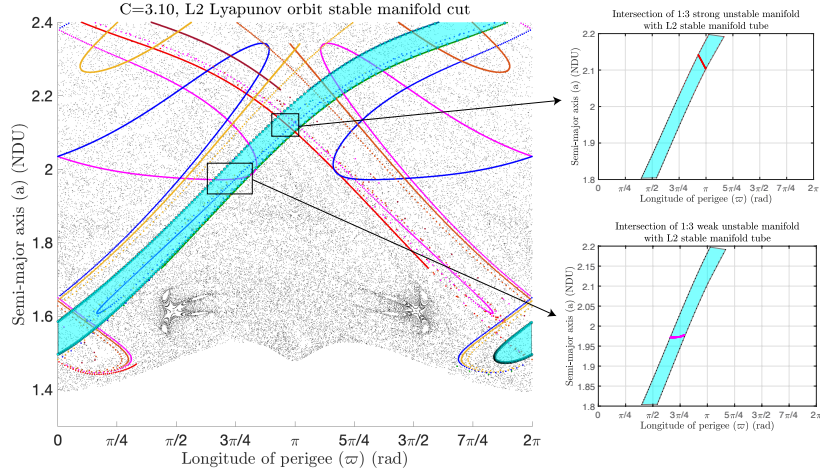 C=3.10, L2 Lyapunov orbit stable manifold cut
Semi-major axis (a) (NDU)
2.4
2.2
2
1.8
1.6
1.4
0 π/4 π/2 3π/4 π 5π/4 3π/2 7π/4 2π
Longitude of perigee (ϖ) (rad)
Intersection of 1:3 strong unstable manifold
with L2 stable manifold tube
Semi-major axis (a) (NDU)
2.2
2.1
2
1.9
1.8
0 π/4 π/2 3π/4 π 5π/4 3π/2 7π/4 2π
Longitude of perigee (ϖ) (rad)
Intersection of 1:3 weak unstable manifold
with L2 stable manifold tube
Semi-major axis (a) (NDU)
2.2
2.15
2.1
2.05
2
1.95
1.9
1.85
1.8
0 π/4 π/2 3π/4 π 5π/4 3π/2 7π/4 2π
Longitude of perigee (ϖ) (rad)